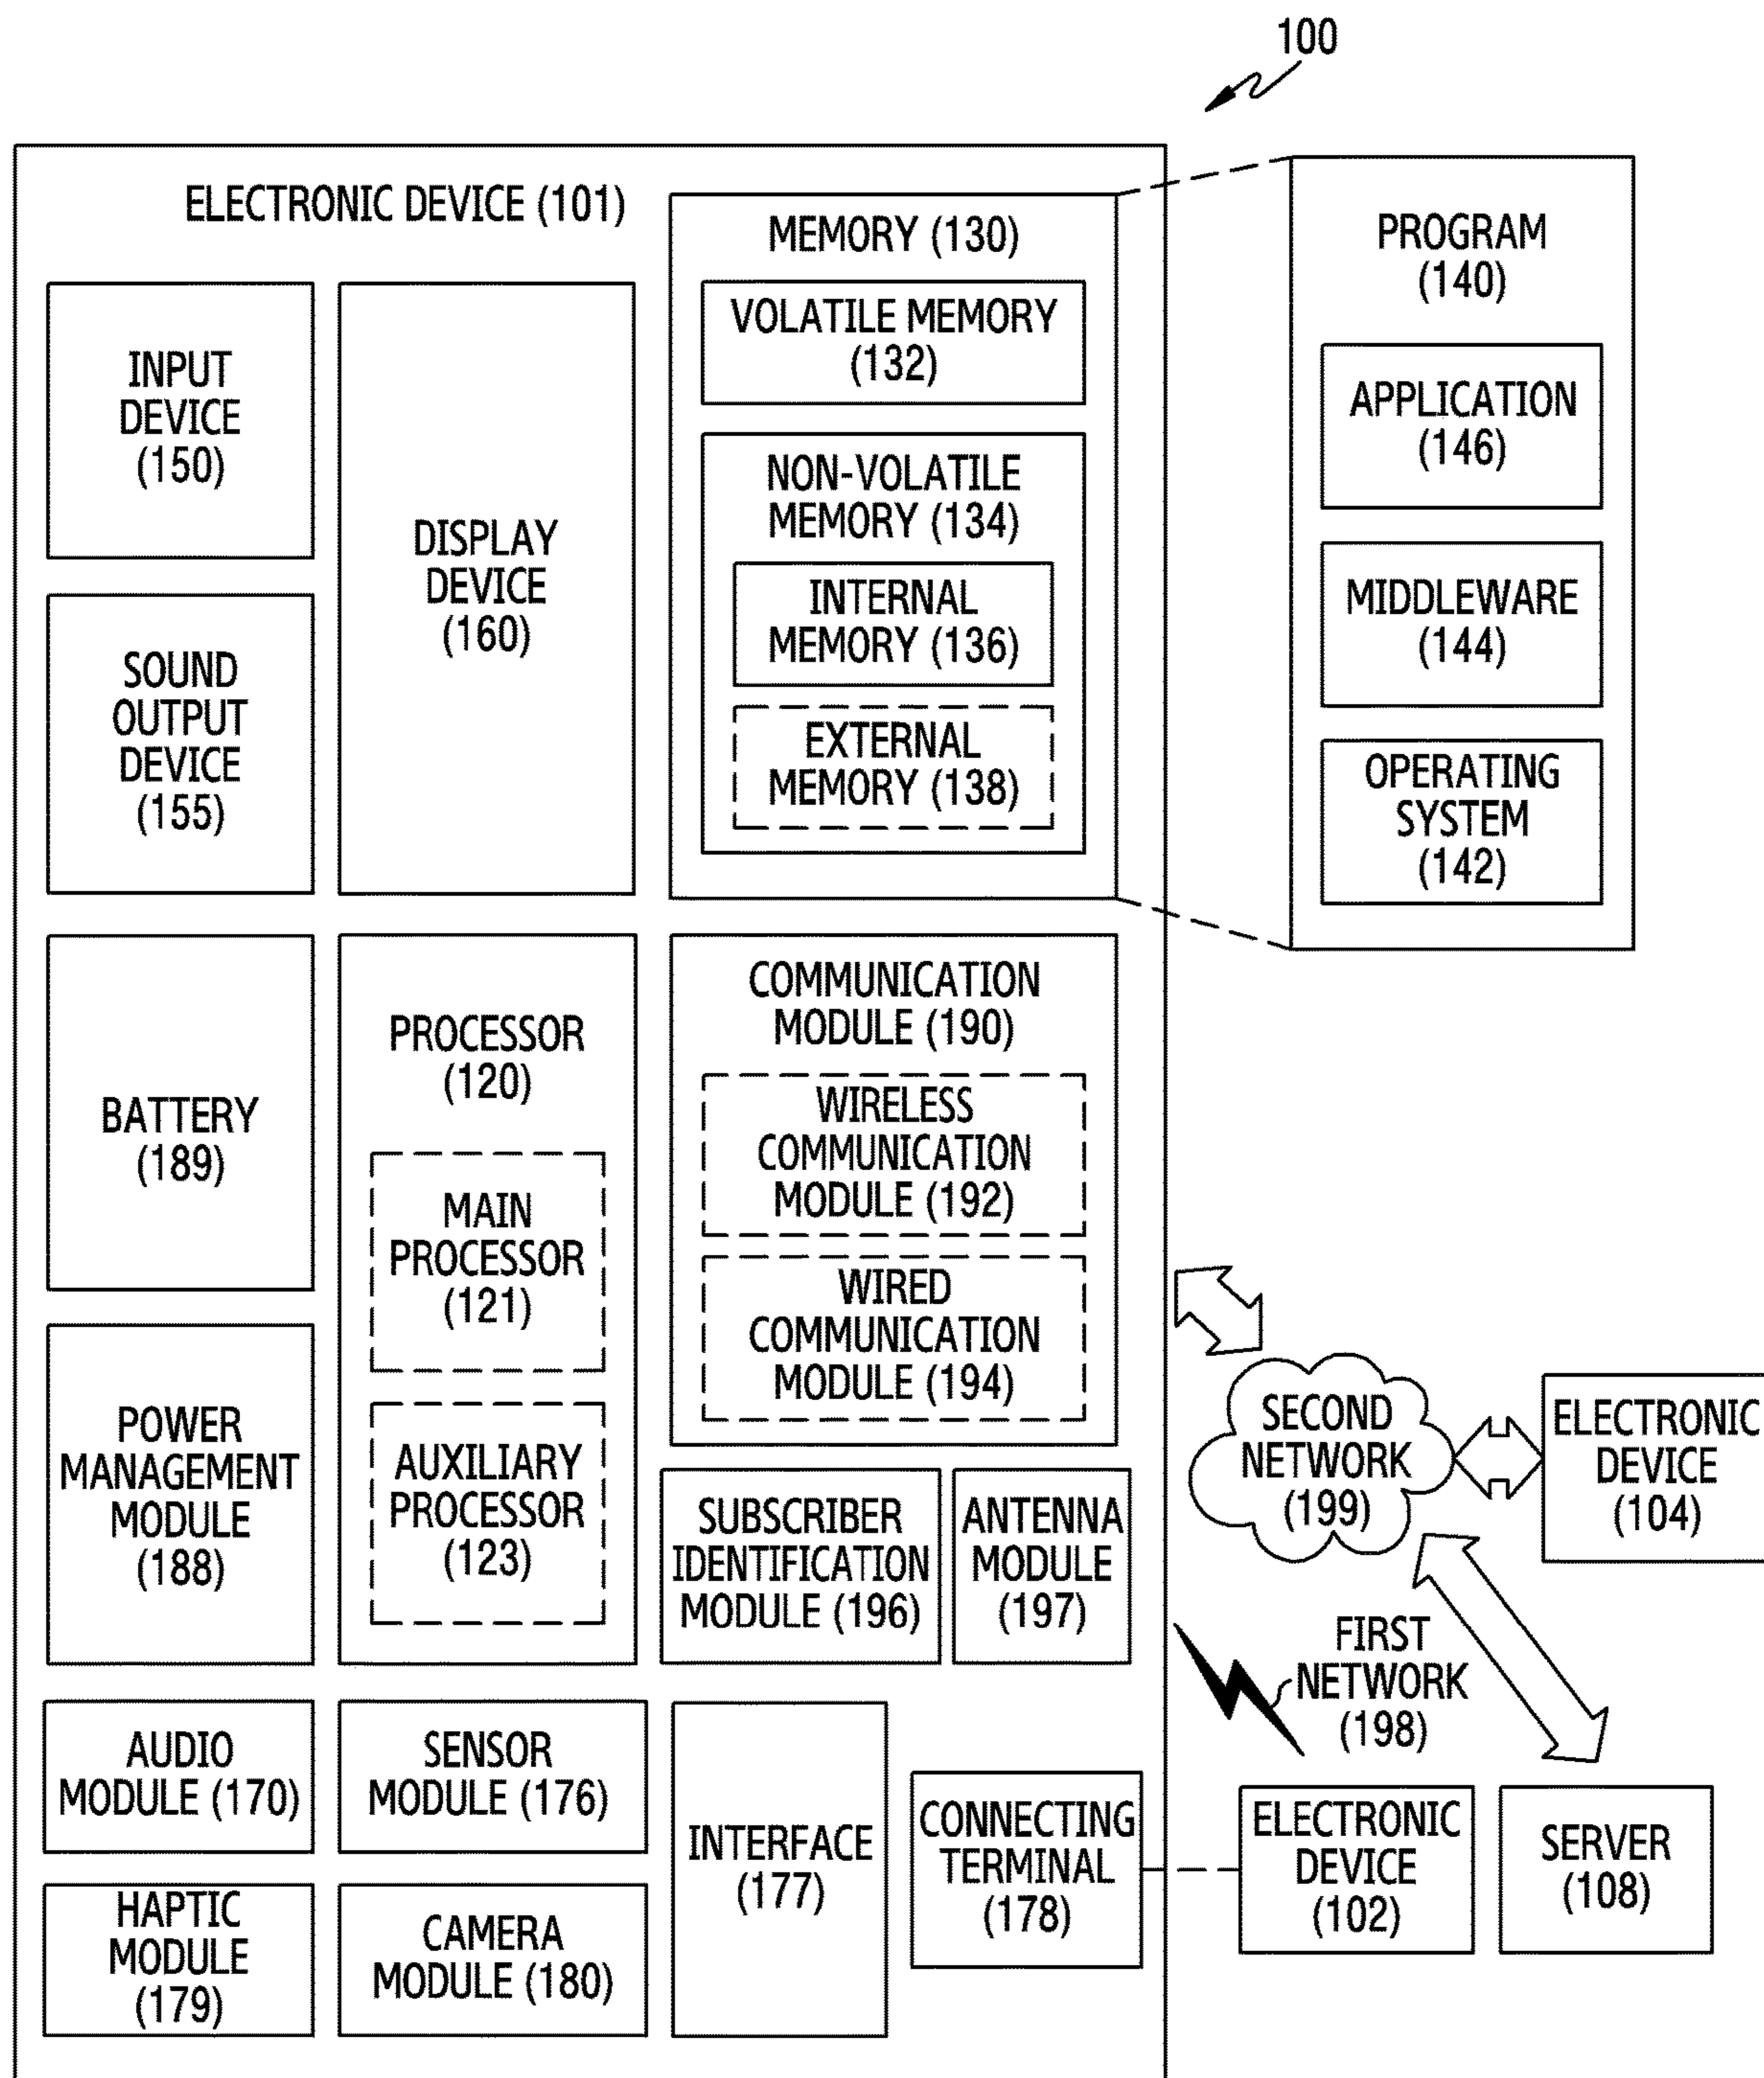 100
ELECTRONIC DEVICE (101)
INPUT
DEVICE
(150)
SOUND
OUTPUT
DEVICE
(155)
DISPLAY
DEVICE
(160)
MEMORY (130)
VOLATILE MEMORY
(132)
NON-VOLATILE
MEMORY (134)
INTERNAL
MEMORY (136)
EXTERNAL
MEMORY (138)
PROGRAM
(140)
APPLICATION
(146)
MIDDLEWARE
(144)
OPERATING
SYSTEM
(142)
BATTERY
(189)
POWER
MANAGEMENT
MODULE
(188)
PROCESSOR
(120)
MAIN
PROCESSOR
(121)
AUXILIARY
PROCESSOR
(123)
COMMUNICATION
MODULE (190)
WIRELESS
COMMUNICATION
MODULE (192)
WIRED
COMMUNICATION
MODULE (194)
SUBSCRIBER
IDENTIFICATION
MODULE (196)
ANTENNA
MODULE
(197)
SECOND
NETWORK
(199)
ELECTRONIC
DEVICE
(104)
FIRST
NETWORK
(198)
AUDIO
MODULE (170)
SENSOR
MODULE (176)
HAPTIC
MODULE
(179)
CAMERA
MODULE (180)
INTERFACE
(177)
CONNECTING
TERMINAL
(178)
ELECTRONIC
DEVICE
(102)
SERVER
(108)